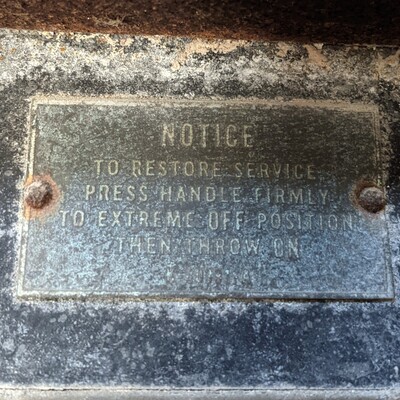 NOTICE
TO RESTORE SERVICE
PRESS HANDLE FIRMLY
TO EXTREME OFF POSITION
THEN THROW ON